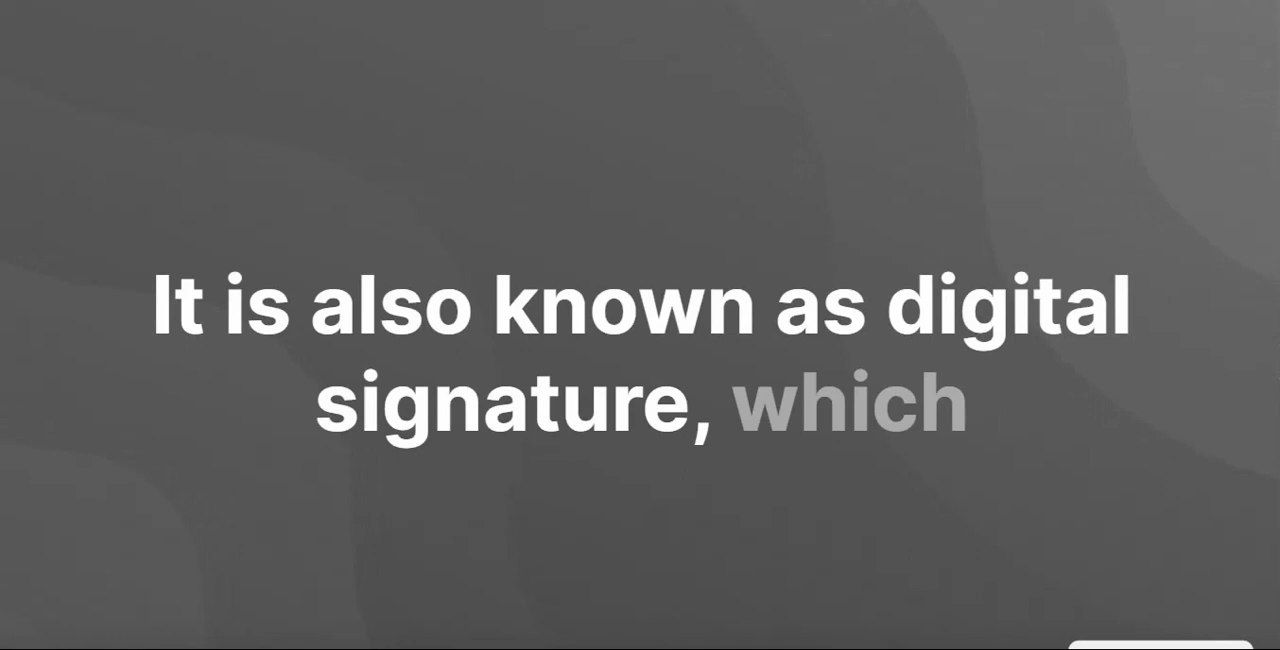 It is also known as digital
signature, which